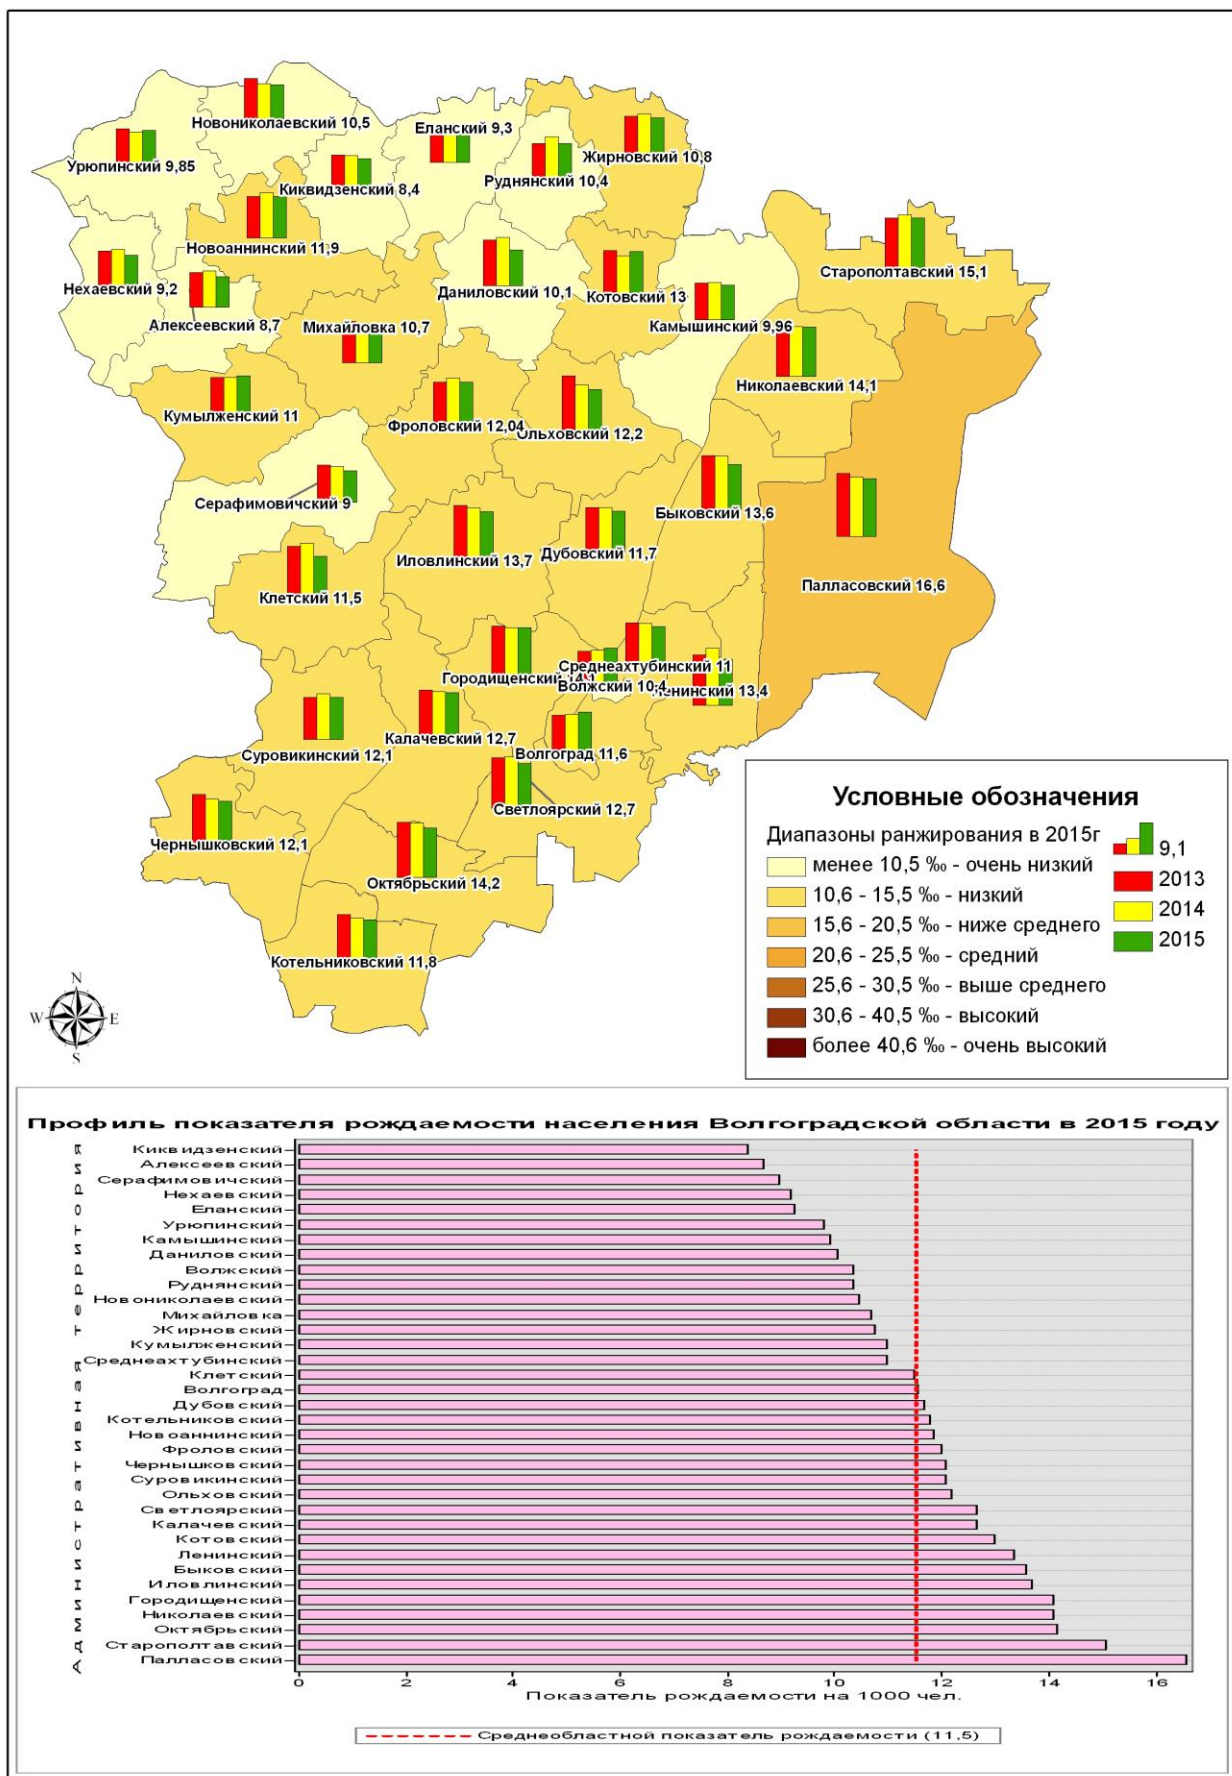 Новониколаевский 10,5
Еланский 9,3
Урюпинский 9,85
Киквидзенский 8,4
Руднянский 10,4
Жирновский 10,8
Новоаннинский 11,9
Нехаевский 9,2
Алексеевский 8,7
Даниловский 10,1
Котовский 13
Старополтавский 15,1
Михайловка 10,7
Камышинский 9,96
Николаевский 14,1
Кумылженский 11
Фроловский 12,04
Ольховский 12,2
Серафимовичский 9
Быковский 13,6
Иловлинский 13,7
Дубовский 11,7
Палласовский 16,6
Клетский 11,5
Городищенский 14,1
Среднеахтубинский 11
Волжский 10,4
Ленинский 13,4
Суровикинский 12,1
Калачевский 12,7
Волгоград 11,6
Светлоярский 12,7
Чернышковский 12,1
Октябрьский 14,2
Котельниковский 11,8
N
W
E
S
Условные обозначения
Диапазоны ранжирования в 2015г
менее 10,5 ‰ - очень низкий
10,6 - 15,5 ‰ - низкий
15,6 - 20,5 ‰ - ниже среднего
20,6 - 25,5 ‰ - средний
25,6 - 30,5 ‰ - выше среднего
30,6 - 40,5 ‰ - высокий
более 40,6 ‰ - очень высокий
9,1
2013
2014
2015
Профиль показателя рождаемости населения Волгоградской области в 2015 году
Административная территория
Киквидзенский
Алексеевский
Серафимовичский
Нехаевский
Еланский
Урюпинский
Камышинский
Даниловский
Волжский
Руднянский
Новониколаевский
Михайловка
Жирновский
Кумылженский
Среднеахтубинский
Клетский
Волгоград
Дубовский
Котельниковский
Новоаннинский
Фроловский
Чернышковский
Суровикинский
Ольховский
Светлоярский
Калачевский
Котовский
Ленинский
Быковский
Иловлинский
Городищенский
Николаевский
Октябрьский
Старополтавский
Палласовский
0 2 4 6 8 10 12 14 16
Показатель рождаемости на 1000 чел.
Среднеобластной показатель рождаемости (11,5)